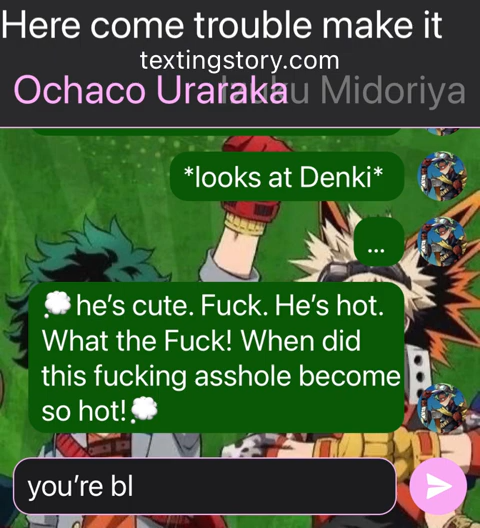 Here come trouble make it
textingstory.com
Ochaco Uraraka Izuku Midoriya
*looks at Denki*
...
💭he's cute. Fuck. He's hot.
What the Fuck! When did
this fucking asshole become
so hot!💭
you're bl